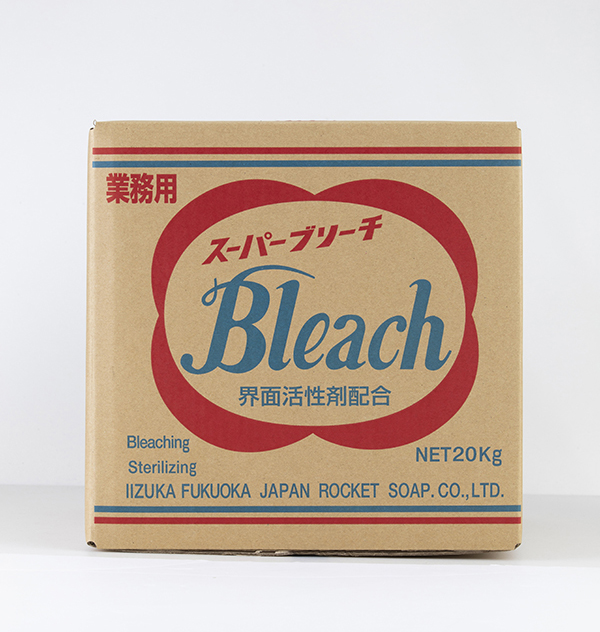 業務用
スーパーブリーチ
Bleach
界面活性剤配合
Bleaching
NET20Kg
Sterilizing
IIZUKA FUKUOKA JAPAN ROCKET SOAP.CO.,LTD.